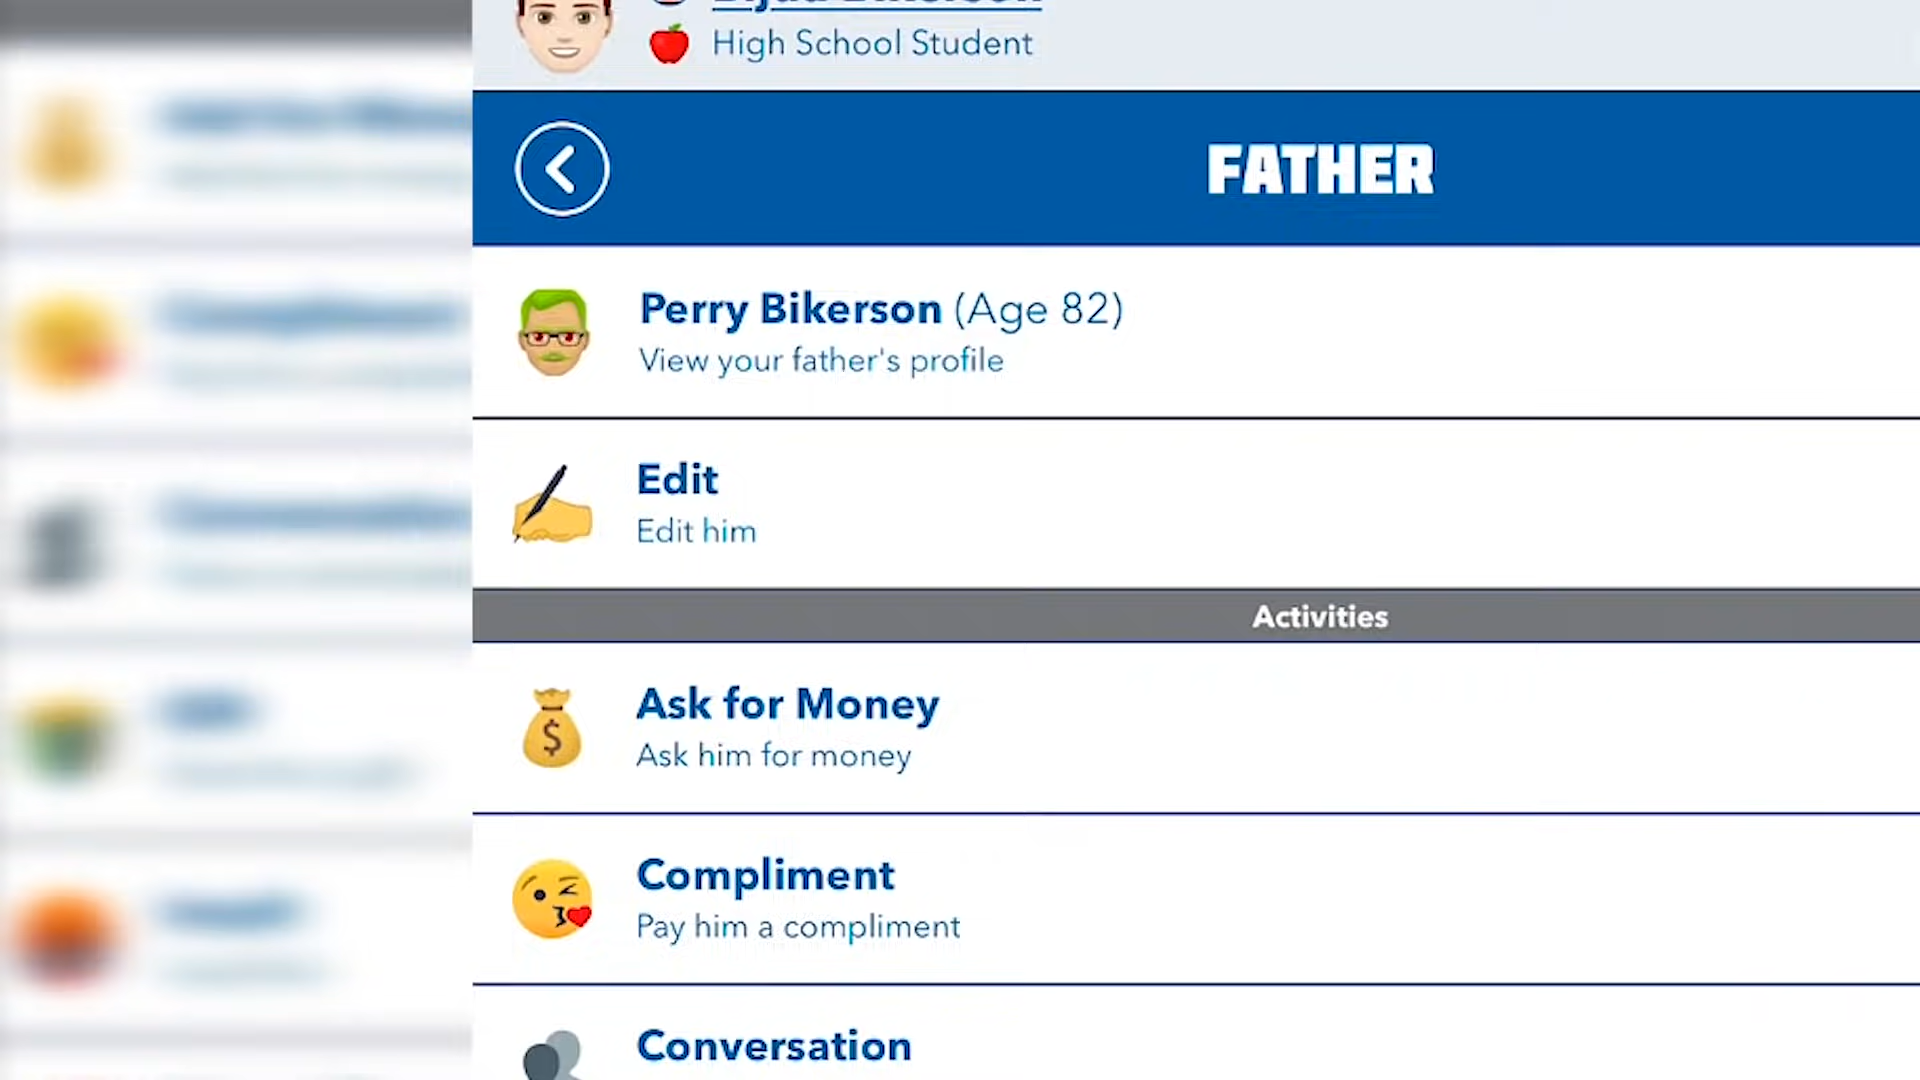 High School Student
FATHER
Perry Bikerson (Age 82)
View your father's profile
Edit
Edit him
Activities
$
Ask for Money
Ask him for money
Compliment
Pay him a compliment
Conversation